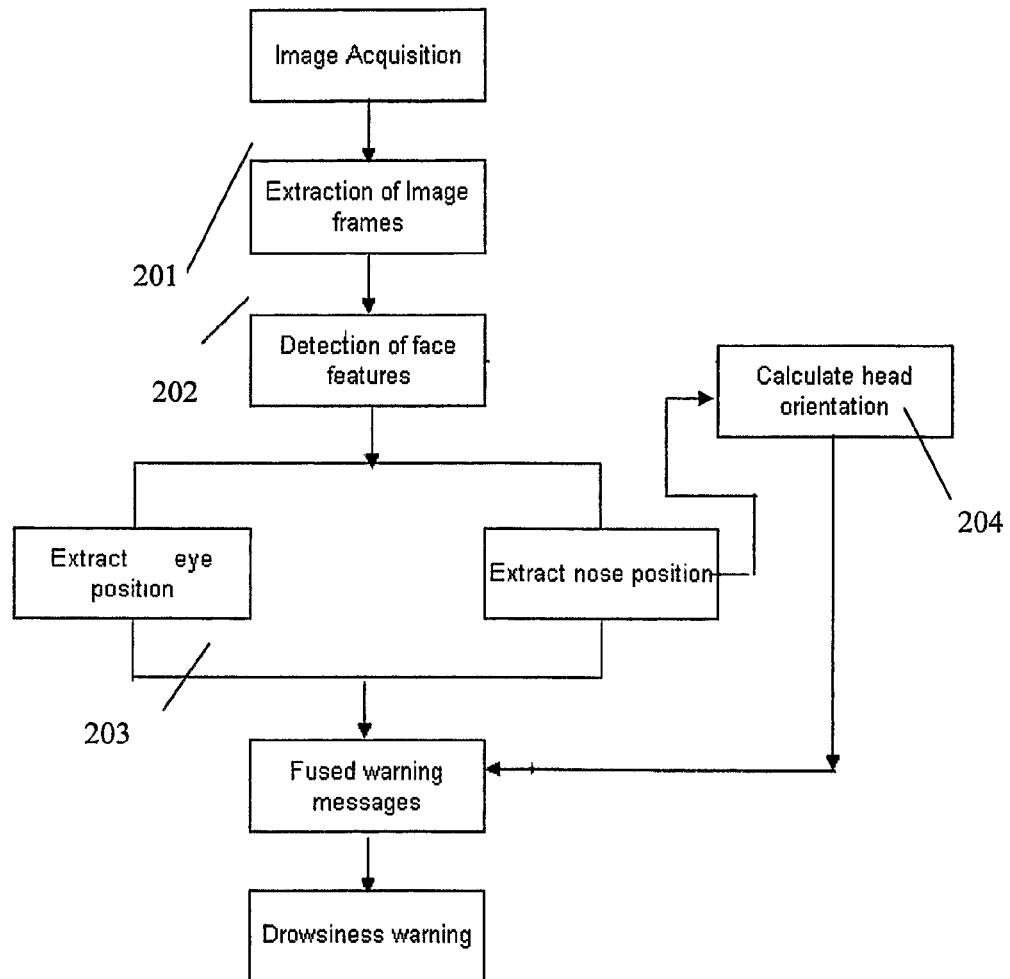 Image Acquisition
Extraction of Image
frames
201
Detection of face
features
202
Calculate head
orientation
204
Extract eye
position
Extract nose position
203
Fused warning
messages
Drowsiness warning